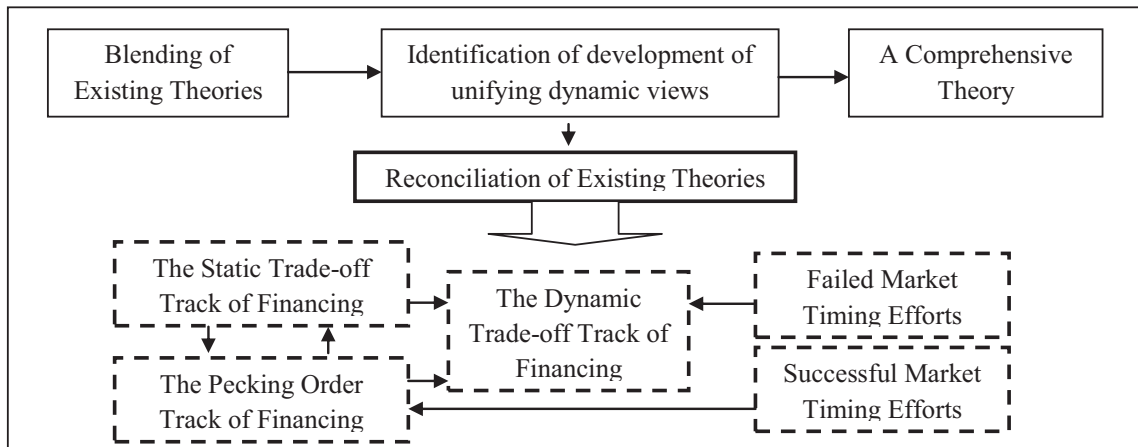 Blending of
Existing Theories
Identification of development of
unifying dynamic views
A Comprehensive
Theory
Reconciliation of Existing Theories
The Static Trade-off
Track of Financing
The Pecking Order
Track of Financing
The Dynamic
Trade-off Track of
Financing
Failed Market
Timing Efforts
Successful Market
Timing Efforts